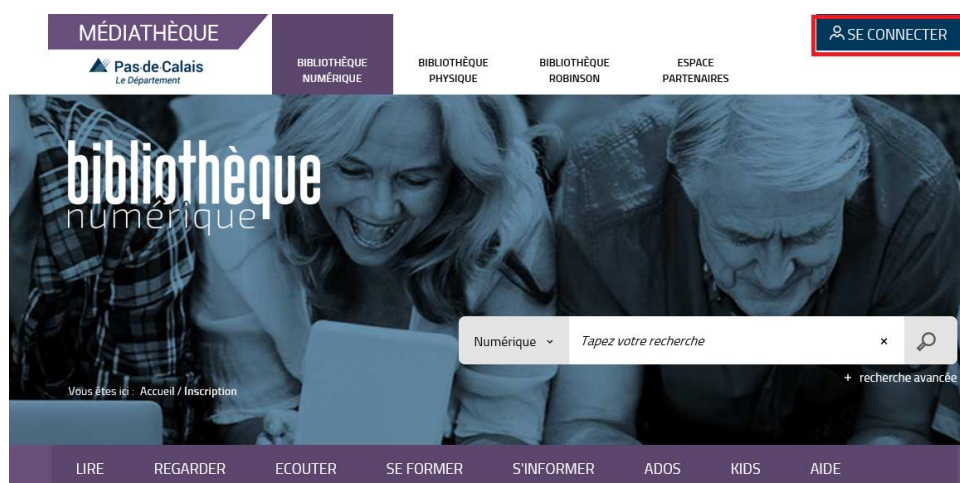 MÉDIATHÈQUE
SE CONNECTER
Pas-de-Calais
Le Département
BIBLIOTHÈQUE
NUMÉRIQUE
BIBLIOTHÈQUE
PHYSIQUE
BIBLIOTHÈQUE
ROBINSON
ESPACE
PARTENAIRES
bibliothèque
numérique
Numérique
Tapez votre recherche
×
+ recherche avancée
Vous êtes ici : Accueil / Inscription
LIRE REGARDER ECOUTER SE FORMER S'INFORMER ADOS KIDS AIDE